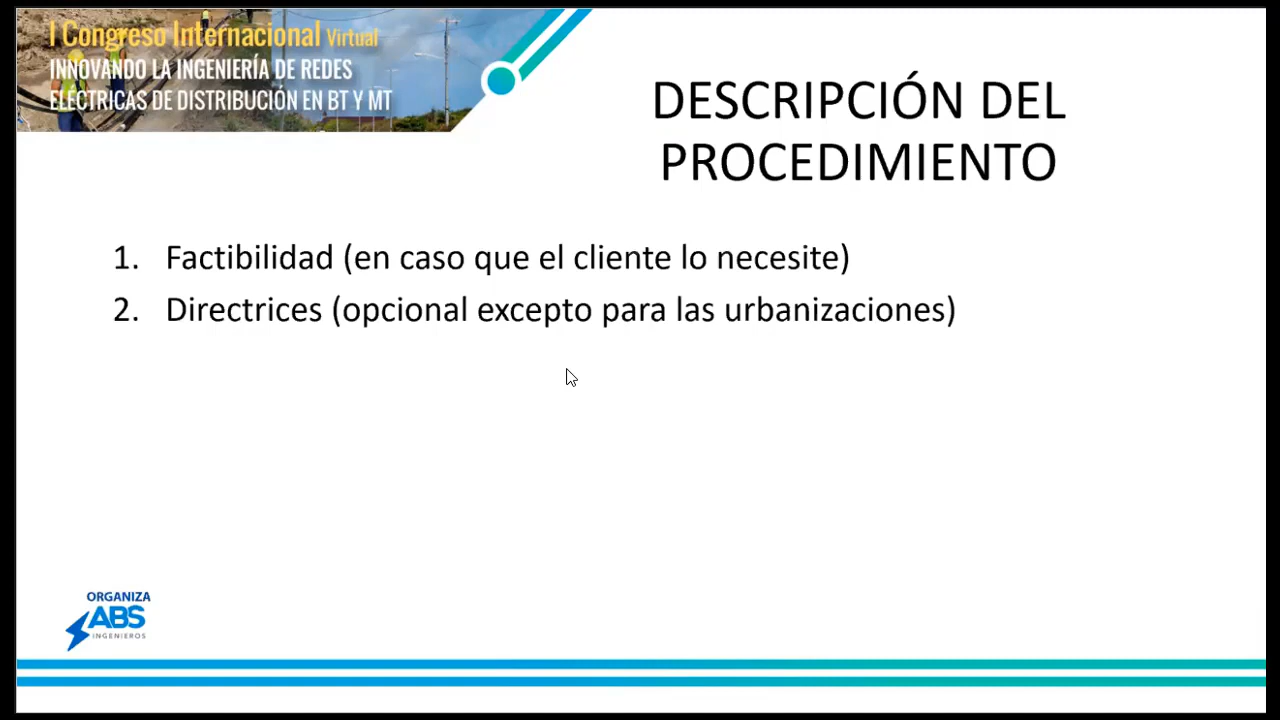 I Congreso Internacional Virtual
INNOVANDO LA INGENIERÍA DE REDES
ELÉCTRICAS DE DISTRIBUCIÓN EN BT Y MT
DESCRIPCIÓN DEL
PROCEDIMIENTO
1. Factibilidad (en caso que el cliente lo necesite)
2. Directrices (opcional excepto para las urbanizaciones)
ORGANIZA
ABS
INGENIEROS